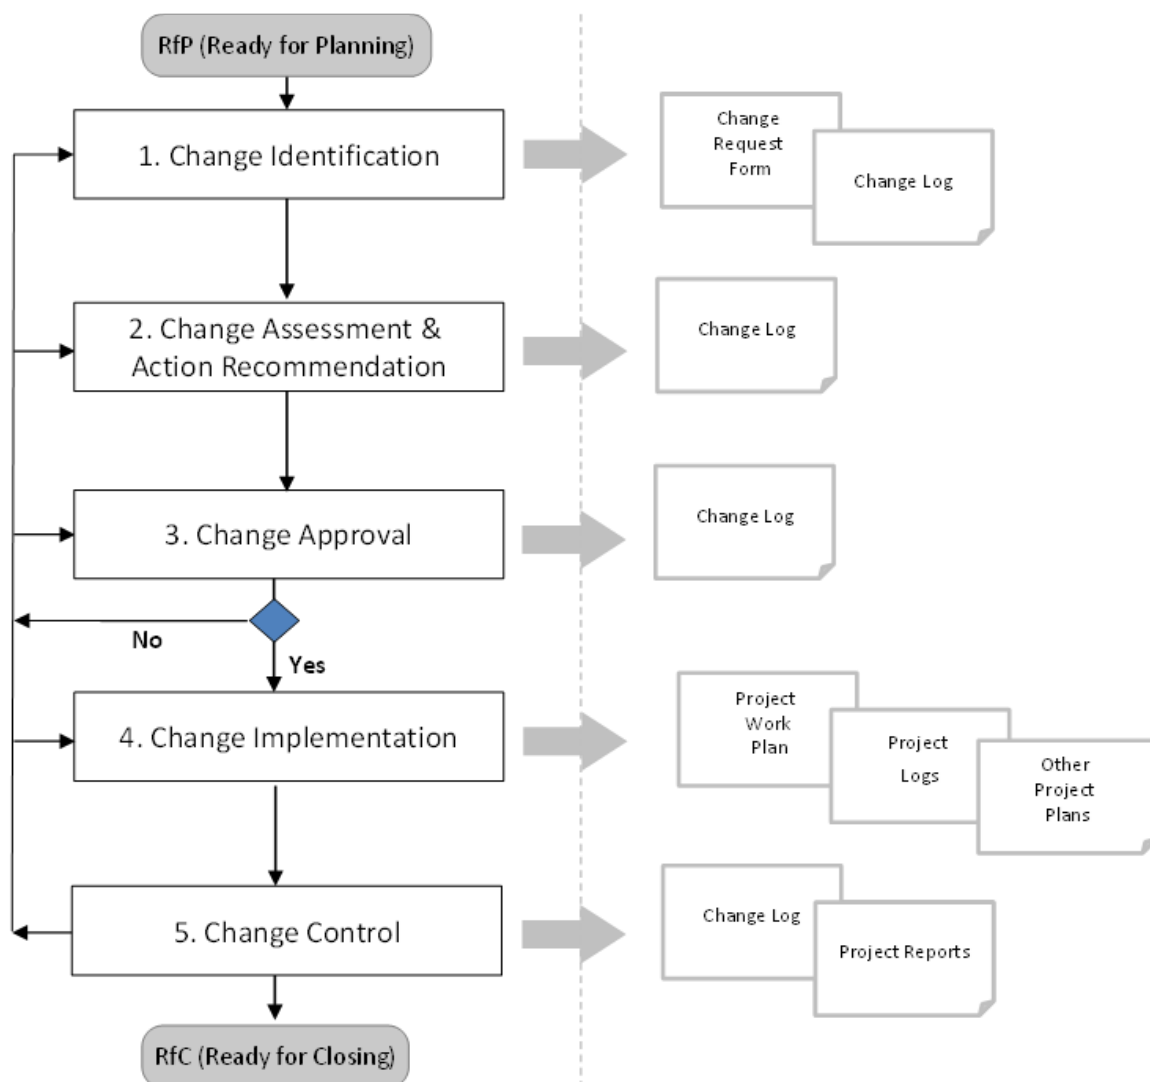 RfP (Ready for Planning)
1. Change Identification
Change
Request
Form
Change Log
2. Change Assessment &
Action Recommendation
Change Log
3. Change Approval
Change Log
No
Yes
4. Change Implementation
Project
Work
Plan
Project
Logs
Other
Project
Plans
5. Change Control
Change Log
Project Reports
RfC (Ready for Closing)